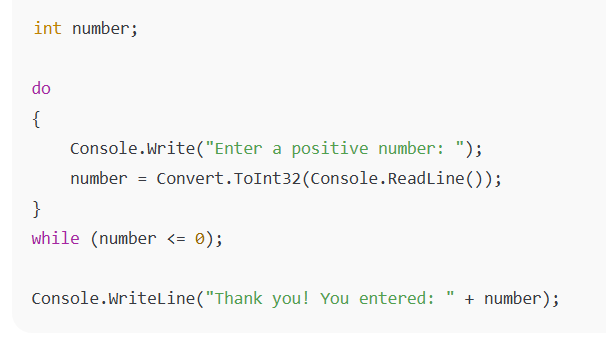 int number;

do
{
    Console.Write("Enter a positive number: ");
    number = Convert.ToInt32(Console.ReadLine());
}
while (number <= 0);

Console.WriteLine("Thank you! You entered: " + number);